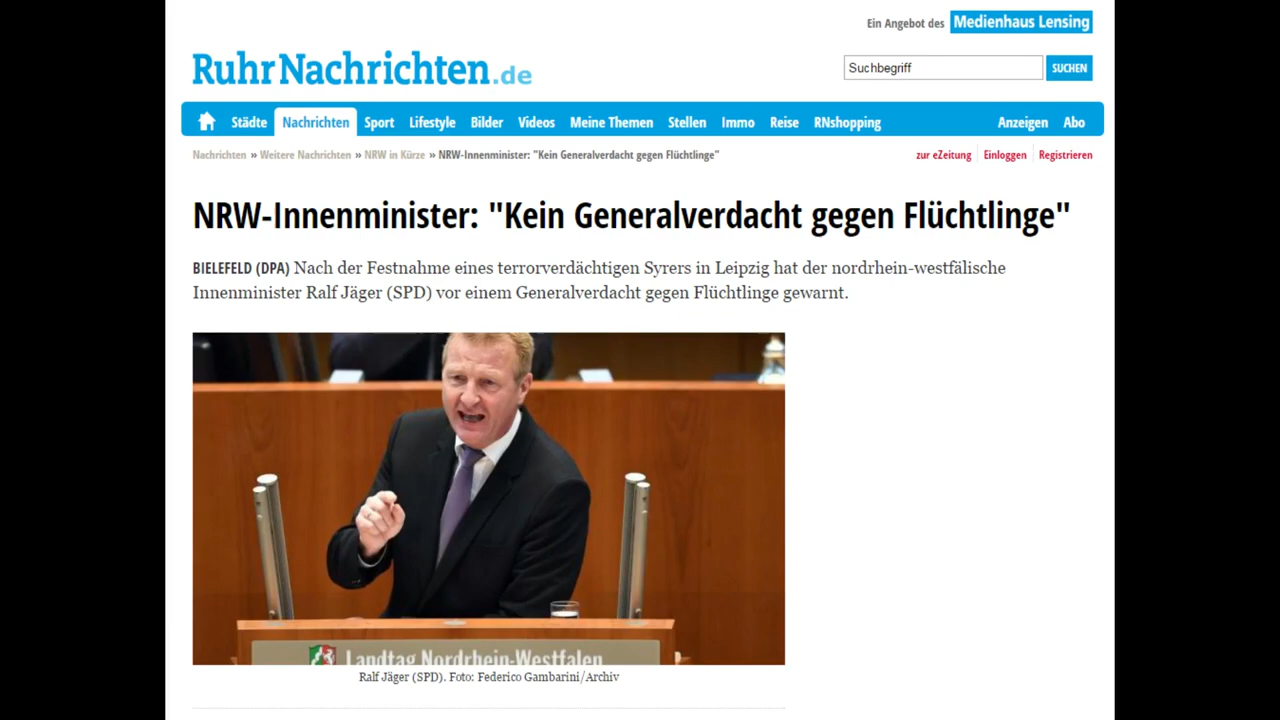 Ein Angebot des Medienhaus Lensing
RuhrNachrichten.de
Suchbegriff SUCHEN
Städte Nachrichten Sport Lifestyle Bilder Videos Meine Themen Stellen Immo Reise RNshopping Anzeigen Abo
Nachrichten » Weitere Nachrichten » NRW in Kürze » NRW-Innenminister: "Kein Generalverdacht gegen Flüchtlinge" zur eZeitung Einloggen Registrieren
NRW-Innenminister: "Kein Generalverdacht gegen Flüchtlinge"
BIELEFELD (DPA) Nach der Festnahme eines terrorverdächtigen Syrers in Leipzig hat der nordrhein-westfälische
Innenminister Ralf Jäger (SPD) vor einem Generalverdacht gegen Flüchtlinge gewarnt.
Landtag Nordrhein-Westfalen
Ralf Jäger (SPD). Foto: Federico Gambarini/Archiv